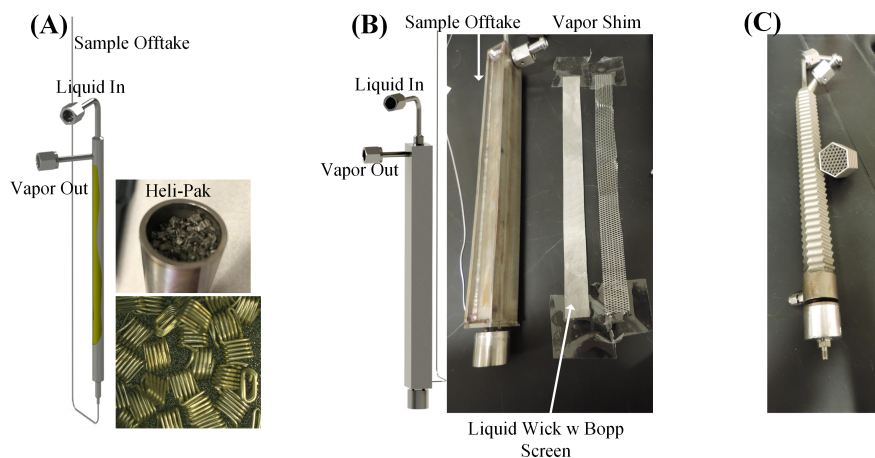 (A)
Sample Offtake
Liquid In
Vapor Out
Heli-Pak
(B)
Sample Offtake
Vapor Shim
Liquid In
Vapor Out
Liquid Wick w Bopp
Screen
(C)